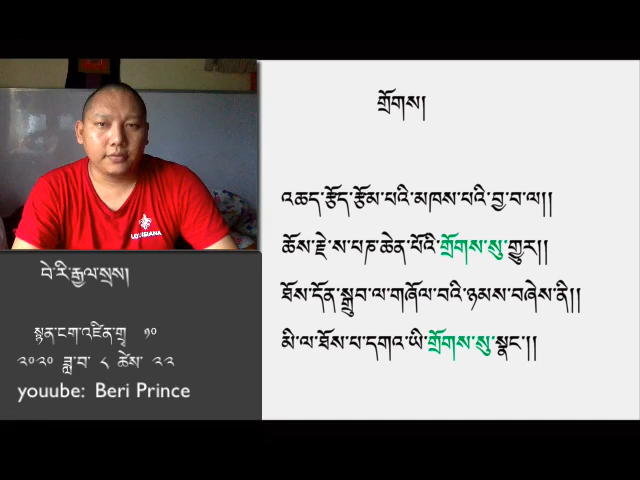 གྲོགས།
འཆད་རྩོད་རྩོམ་པའི་མཁས་པའི་བྱ་བ་ལ།།
ཆོས་རྗེ་ས་པཎ་ཆེན་པོའི་གྲོགས་སུ་གྱུར།།
ཐོས་དོན་སྒྲུབ་ལ་གཞོལ་བའི་ཉམས་བཞེས་ནི།།
མི་ལ་ཐོས་པ་དགའ་ཡི་གྲོགས་སུ་སྣང་།།
LOUISIANA
བེ་རི་རྒྱལ་སྲས།
སྙན་ངག་འཛིན་གྲྭ ༡༠
༢༠༢༠ ཟླ་བ་ ༨ ཚེས་ ༢༢
youube: Beri Prince